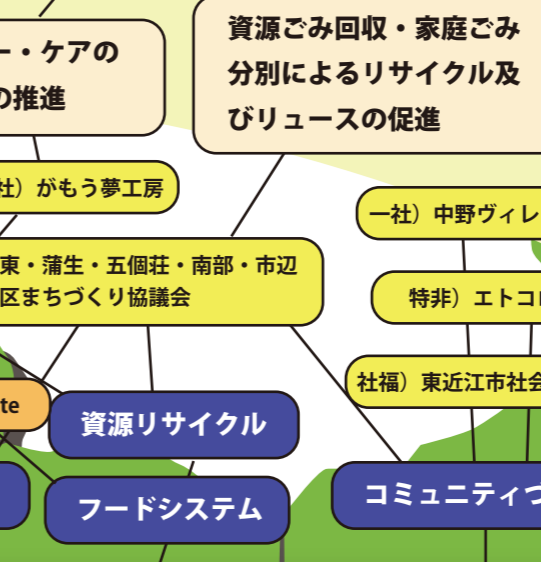 ー・ケアの
の推進
資源ごみ回収・家庭ごみ
分別によるリサイクル及
びリュースの促進
社）がもう夢工房
一社）中野ヴィレ
東・蒲生・五個荘・南部・市辺
区まちづくり協議会
特非）エトコ
社福）東近江市社会
te
資源リサイクル
フードシステム
コミュニティつ